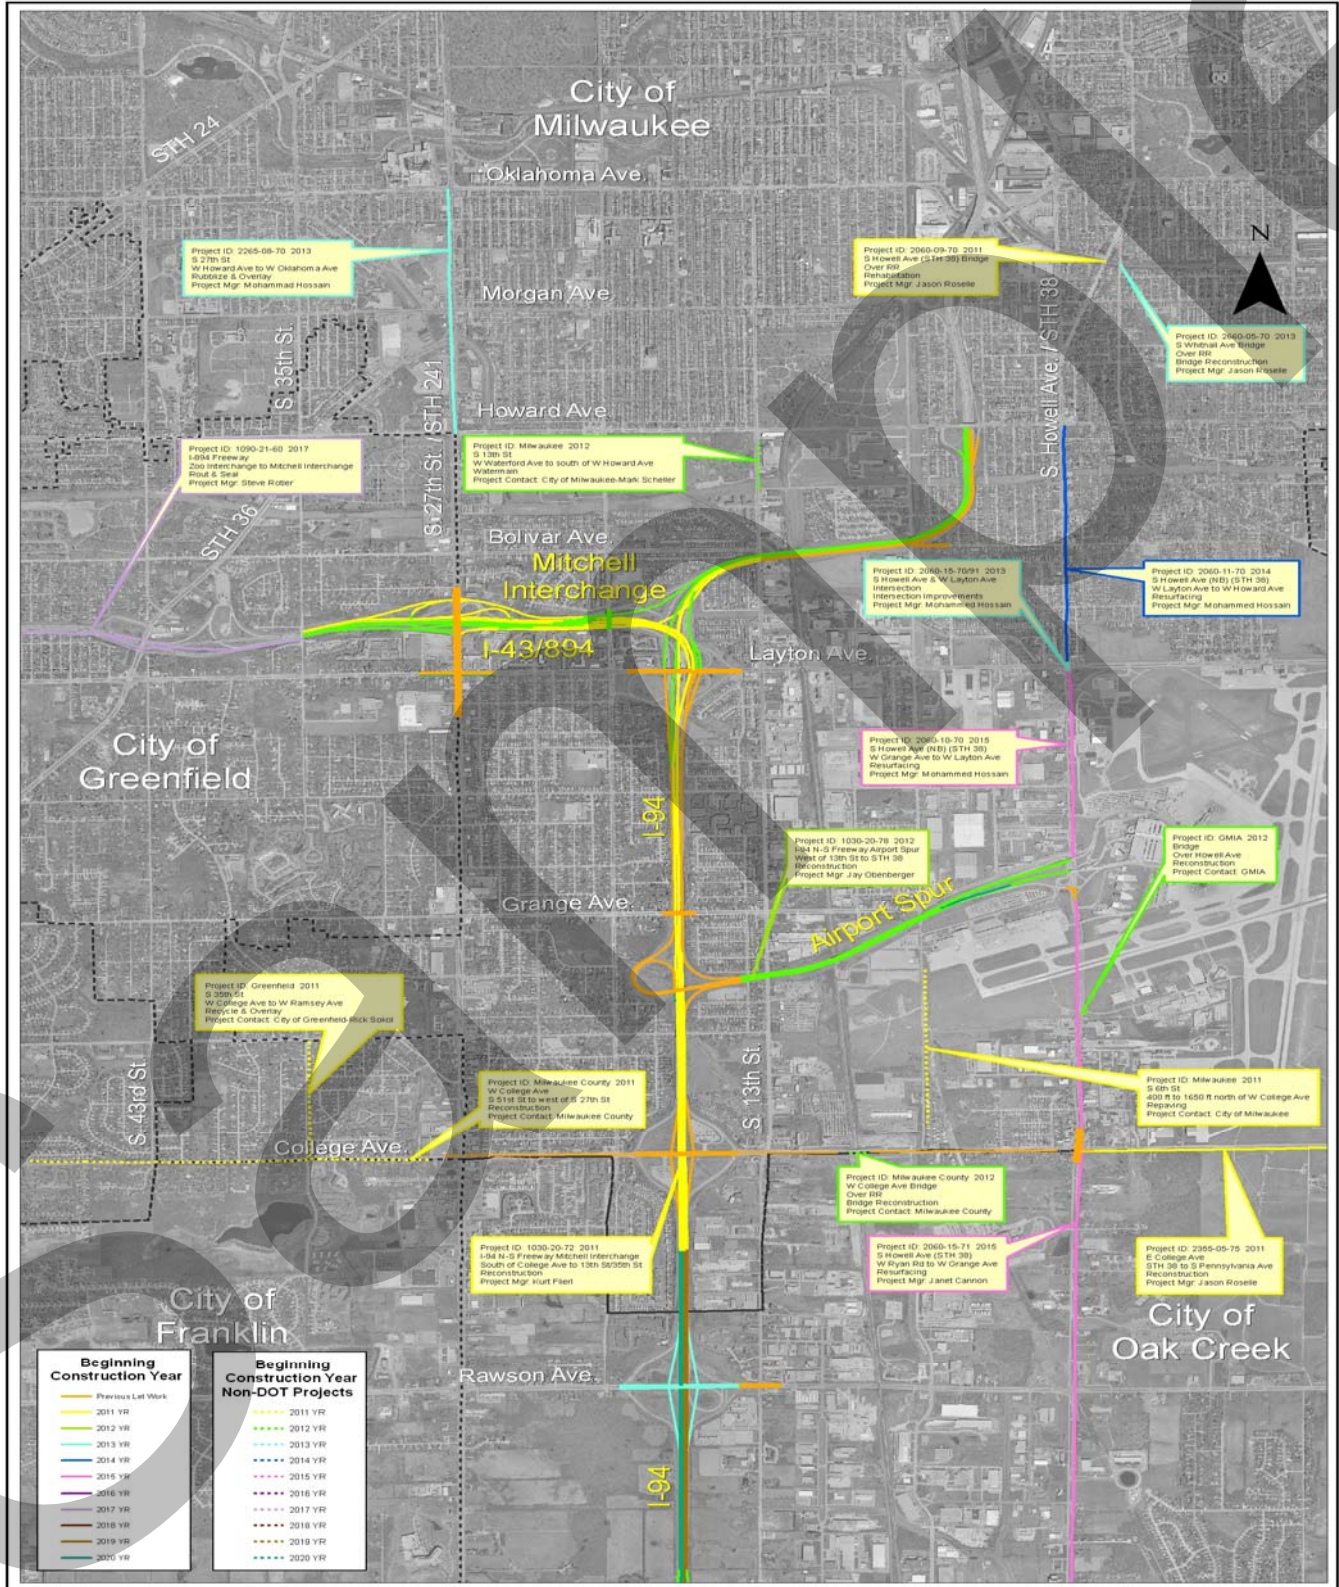 City of
Milwaukee
STH 24
Oklahoma Ave.
Project ID: 2265-08-70 2013
S 27th St
W Howard Ave to W Oklahoma Ave
Rubblize & Overlay
Project Mgr: Mohammad Hossain
Project ID: 2060-09-70 2011
S Howell Ave (STH 38) Bridge
Over RR
Rehabilitation
Project Mgr: Jason Roselle
N
Morgan Ave.
S. 35th St.
S. 27th St / STH 241
S. Howell Ave / STH 38
Project ID: 2660-05-70 2013
S Whitnall Ave Bridge
Over RR
Bridge Reconstruction
Project Mgr: Jason Roselle
Howard Ave.
Project ID: 1090-21-60 2017
I-894 Freeway
Zoo Interchange to Mitchell Interchange
Rout & Seal
Project Mgr: Steve Rotier
Project ID: Milwaukee 2012
S 13th St
W Waterford Ave to south of W Howard Ave
Watermain
Project Contact: City of Milwaukee-Mark Scheller
STH 36
Bolivar Ave.
Mitchell
Interchange
Project ID: 2060-15-70/91 2013
S Howell Ave & W Layton Ave
Intersection
Intersection Improvements
Project Mgr: Mohammed Hossain
Project ID: 2060-11-70 2014
S Howell Ave (NB) (STH 38)
W Layton Ave to W Howard Ave
Resurfacing
Project Mgr: Mohammed Hossain
I-43/894
Layton Ave.
City of
Greenfield
Project ID: 2060-10-70 2015
S Howell Ave (NB) (STH 38)
W Grange Ave to W Layton Ave
Resurfacing
Project Mgr: Mohammed Hossain
I-94
Project ID: 1030-20-78 2012
I-94 N-S Freeway Airport Spur
West of 13th St to STH 38
Reconstruction
Project Mgr: Jay Obenberger
Project ID: GMIA 2012
Bridge
Over Howell Ave
Reconstruction
Project Contact: GMIA
Grange Ave.
Airport Spur
Project ID: Greenfield 2011
S 35th St
W College Ave to W Ramsey Ave
Recycle & Overlay
Project Contact: City of Greenfield-Rick Sokol
S. 43rd St.
S. 13th St.
Project ID: Milwaukee County 2011
W College Ave
S 51st St to west of S 27th St
Reconstruction
Project Contact: Milwaukee County
Project ID: Milwaukee 2011
S 6th St
400 ft to 1650 ft north of W College Ave
Repaving
Project Contact: City of Milwaukee
College Ave.
Project ID: Milwaukee County 2012
W College Ave Bridge
Over RR
Bridge Reconstruction
Project Contact: Milwaukee County
Project ID: 1030-20-72 2011
I-94 N-S Freeway Mitchell Interchange
South of College Ave to 13th St/35th St
Reconstruction
Project Mgr: Kurt Flierl
Project ID: 2060-15-71 2015
S Howell Ave (STH 38)
W Ryan Rd to W Grange Ave
Resurfacing
Project Mgr: Janet Cannon
Project ID: 2355-05-75 2011
E College Ave
STH 38 to S Pennsylvania Ave
Reconstruction
Project Mgr: Jason Roselle
City of
Franklin
City of
Oak Creek
Rawson Ave.
I-94
Beginning
Construction Year
Previous Let Work
2011 YR
2012 YR
2013 YR
2014 YR
2015 YR
2016 YR
2017 YR
2018 YR
2019 YR
2020 YR
Beginning
Construction Year
Non-DOT Projects
2011 YR
2012 YR
2013 YR
2014 YR
2015 YR
2016 YR
2017 YR
2018 YR
2019 YR
2020 YR
Sample